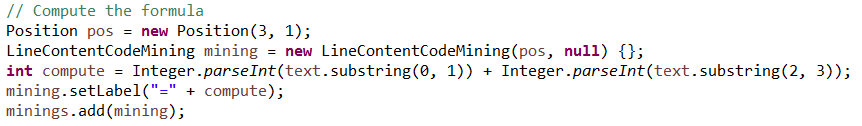 // Compute the formula
Position pos = new Position(3, 1);
LineContentCodeMining mining = new LineContentCodeMining(pos, null) {};
int compute = Integer.parseInt(text.substring(0, 1)) + Integer.parseInt(text.substring(2, 3));
mining.setLabel("=" + compute);
minings.add(mining);